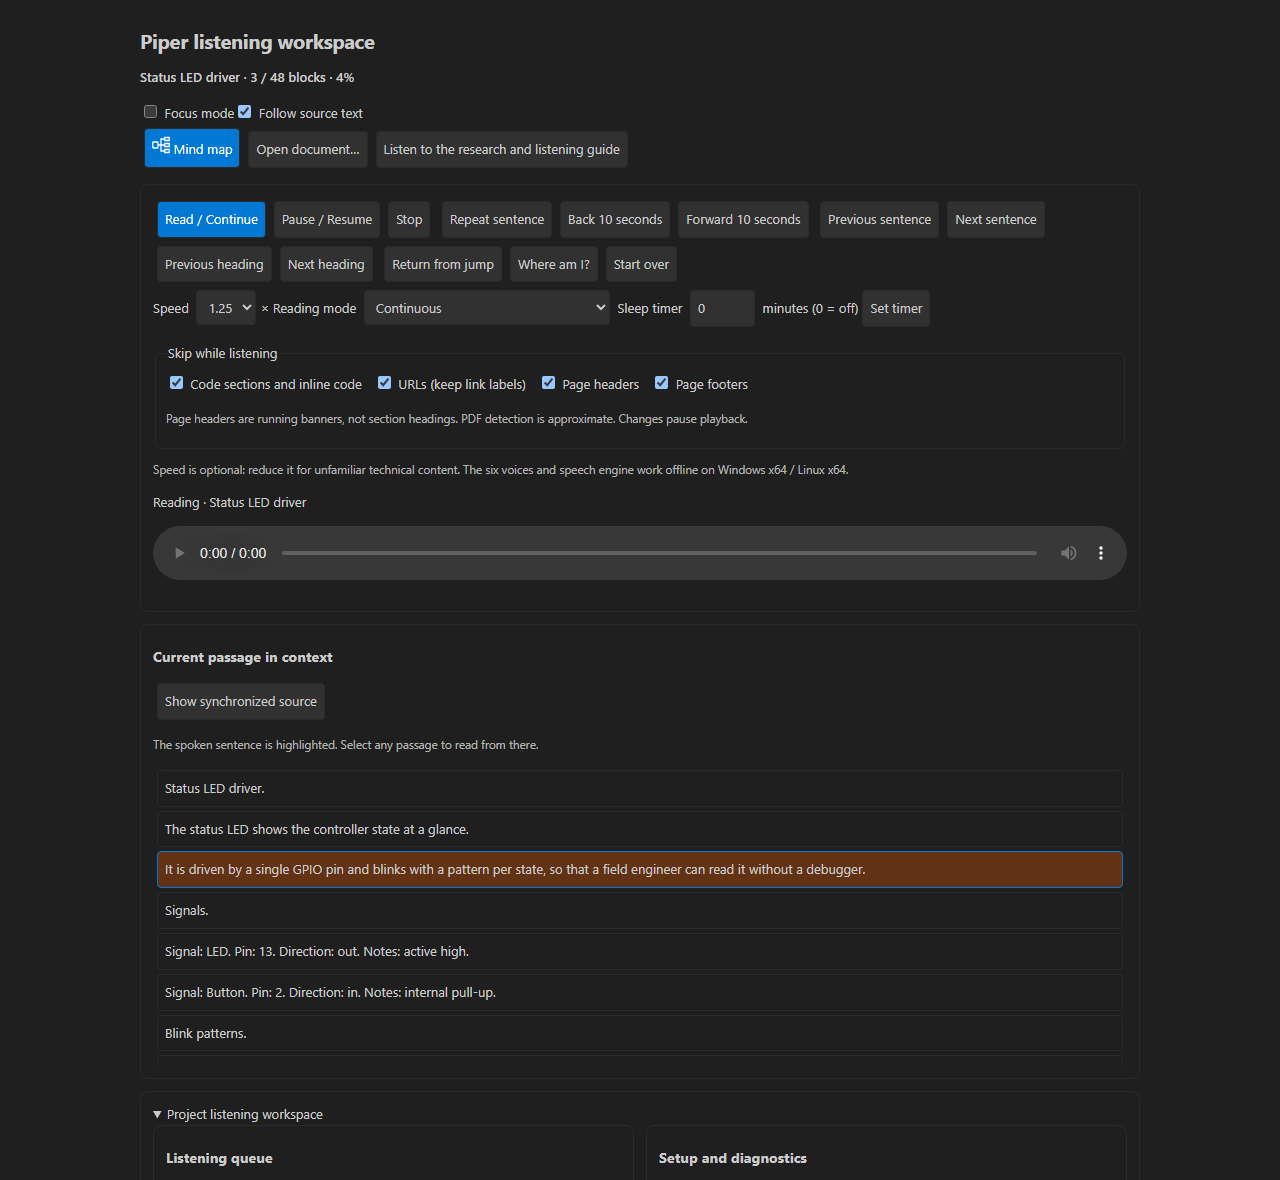 Piper listening workspace
Status LED driver · 3 / 48 blocks · 4%
Focus mode Follow source text
Mind map Open document... Listen to the research and listening guide
Read / Continue Pause / Resume Stop Repeat sentence Back 10 seconds Forward 10 seconds Previous sentence Next sentence
Previous heading Next heading Return from jump Where am I? Start over
Speed 1.25 × Reading mode Continuous Sleep timer 0 minutes (0 = off) Set timer
Skip while listening
Code sections and inline code URLs (keep link labels) Page headers Page footers
Page headers are running banners, not section headings. PDF detection is approximate. Changes pause playback.
Speed is optional: reduce it for unfamiliar technical content. The six voices and speech engine work offline on Windows x64 / Linux x64.
Reading · Status LED driver
0:00 / 0:00
Current passage in context
Show synchronized source
The spoken sentence is highlighted. Select any passage to read from there.
Status LED driver.
The status LED shows the controller state at a glance.
It is driven by a single GPIO pin and blinks with a pattern per state, so that a field engineer can read it without a debugger.
Signals.
Signal: LED. Pin: 13. Direction: out. Notes: active high.
Signal: Button. Pin: 2. Direction: in. Notes: internal pull-up.
Blink patterns.
Project listening workspace
Listening queue Setup and diagnostics